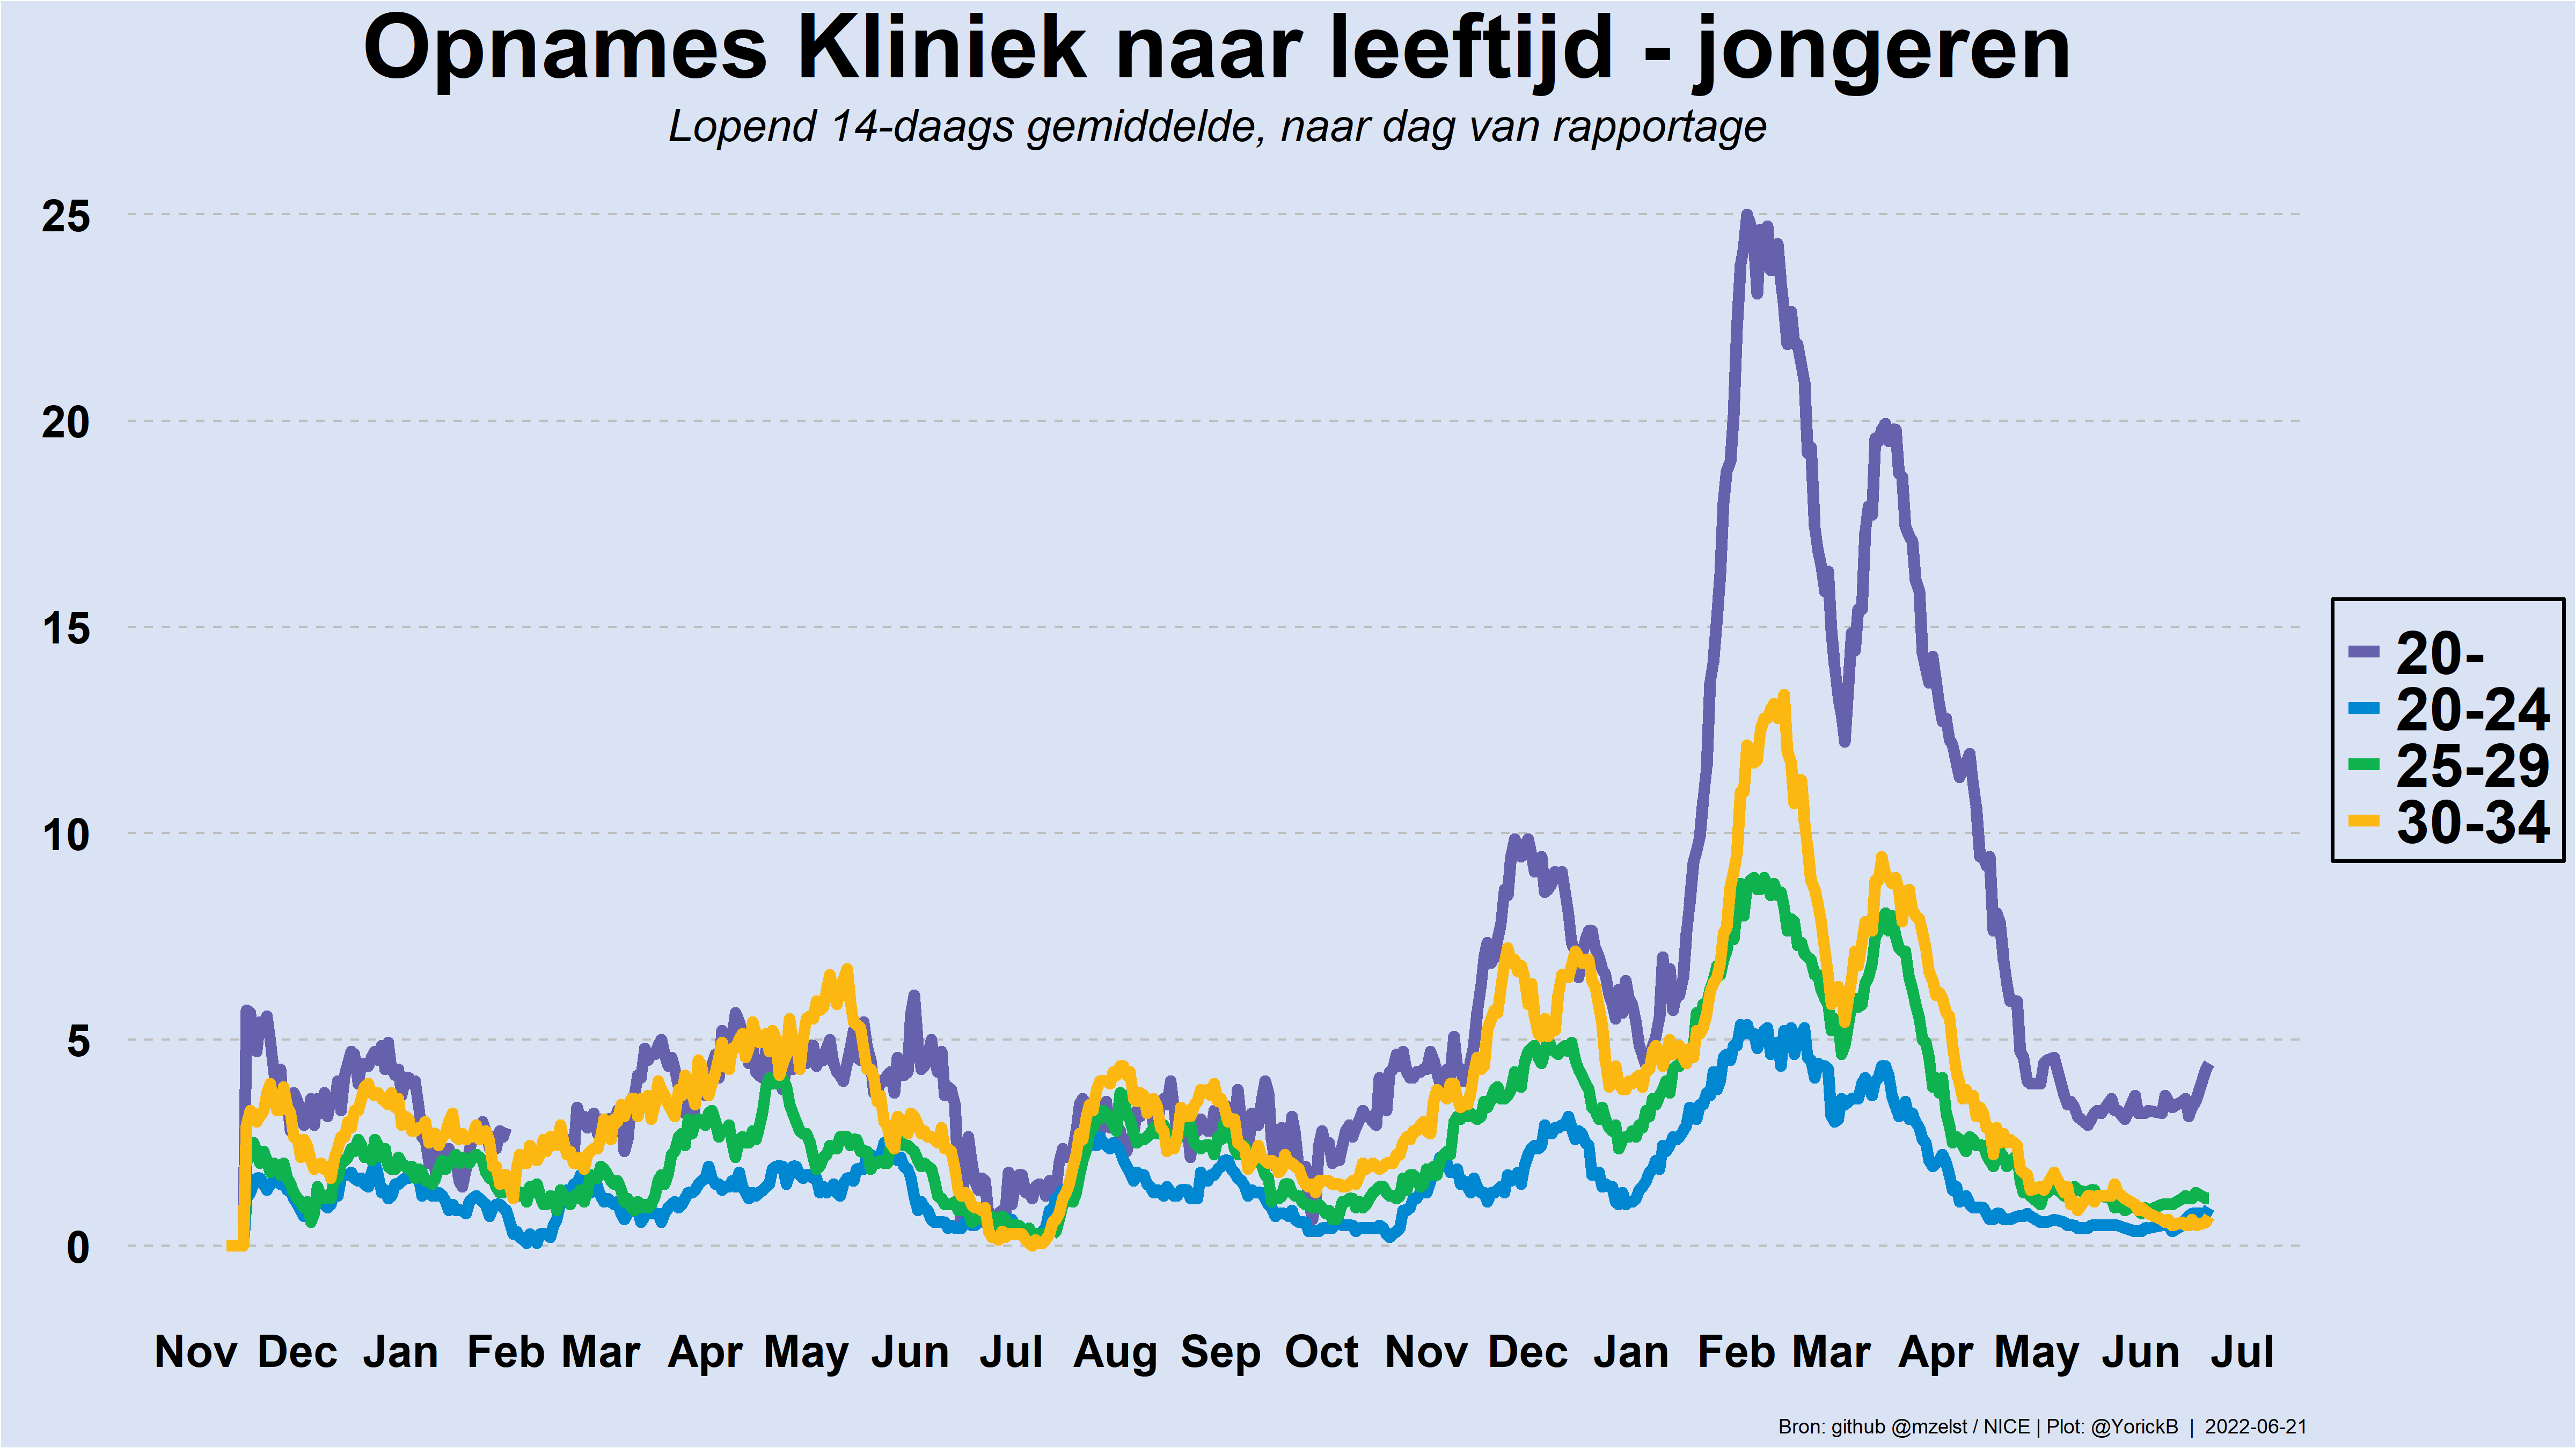 Opnames Kliniek naar leeftijd - jongeren
Lopend 14-daags gemiddelde, naar dag van rapportage
25
20
15
10
5
0
20-
20-24
25-29
30-34
Nov Dec Jan Feb Mar Apr May Jun Jul Aug Sep Oct Nov Dec Jan Feb Mar Apr May Jun Jul
Bron: github @mzelst / NICE | Plot: @YorickB | 2022-06-21